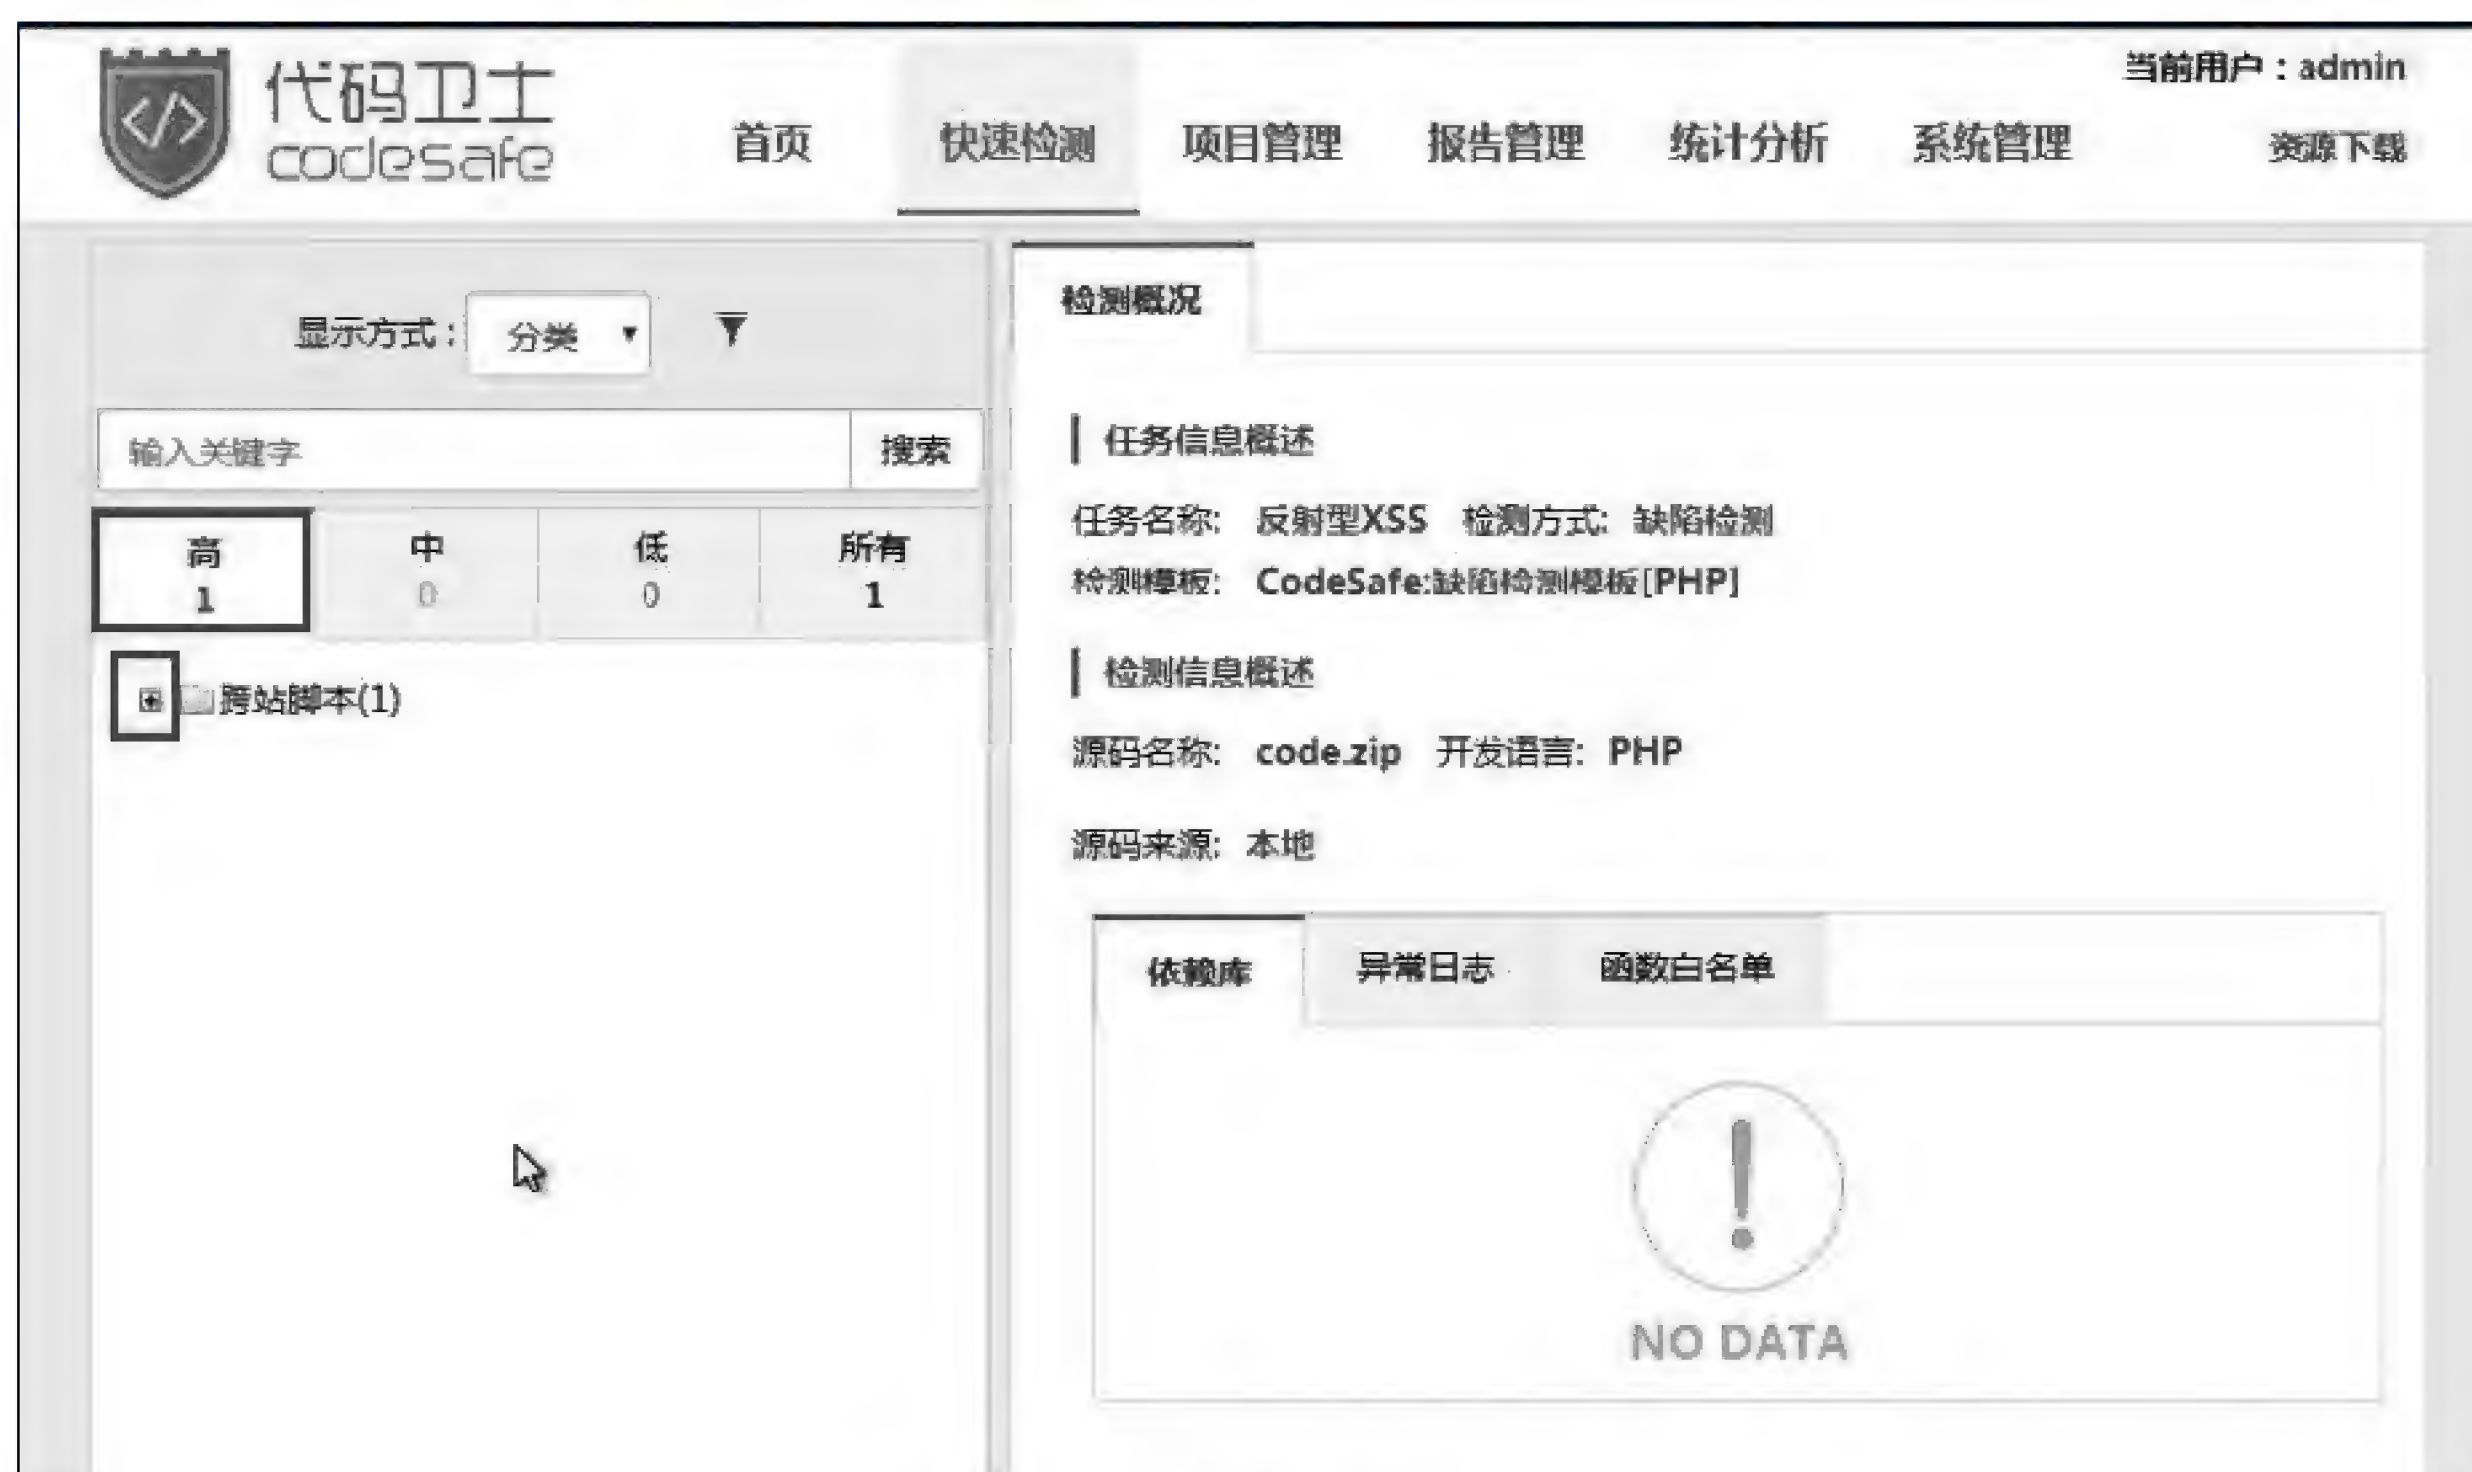 代码卫士
codesafe
当前用户：admin
首页 快速检测 项目管理 报告管理 统计分析 系统管理 资源下载
显示方式： 分类
输入关键字 搜索
高 中 低 所有
1 0 0 1
跨站脚本(1)
检测概况
任务信息概述
任务名称: 反射型XSS 检测方式: 缺陷检测
检测模板: CodeSafe:缺陷检测模板[PHP]
检测信息概述
源码名称: code.zip 开发语言: PHP
源码来源: 本地
依赖库 异常日志 函数白名单
NO DATA